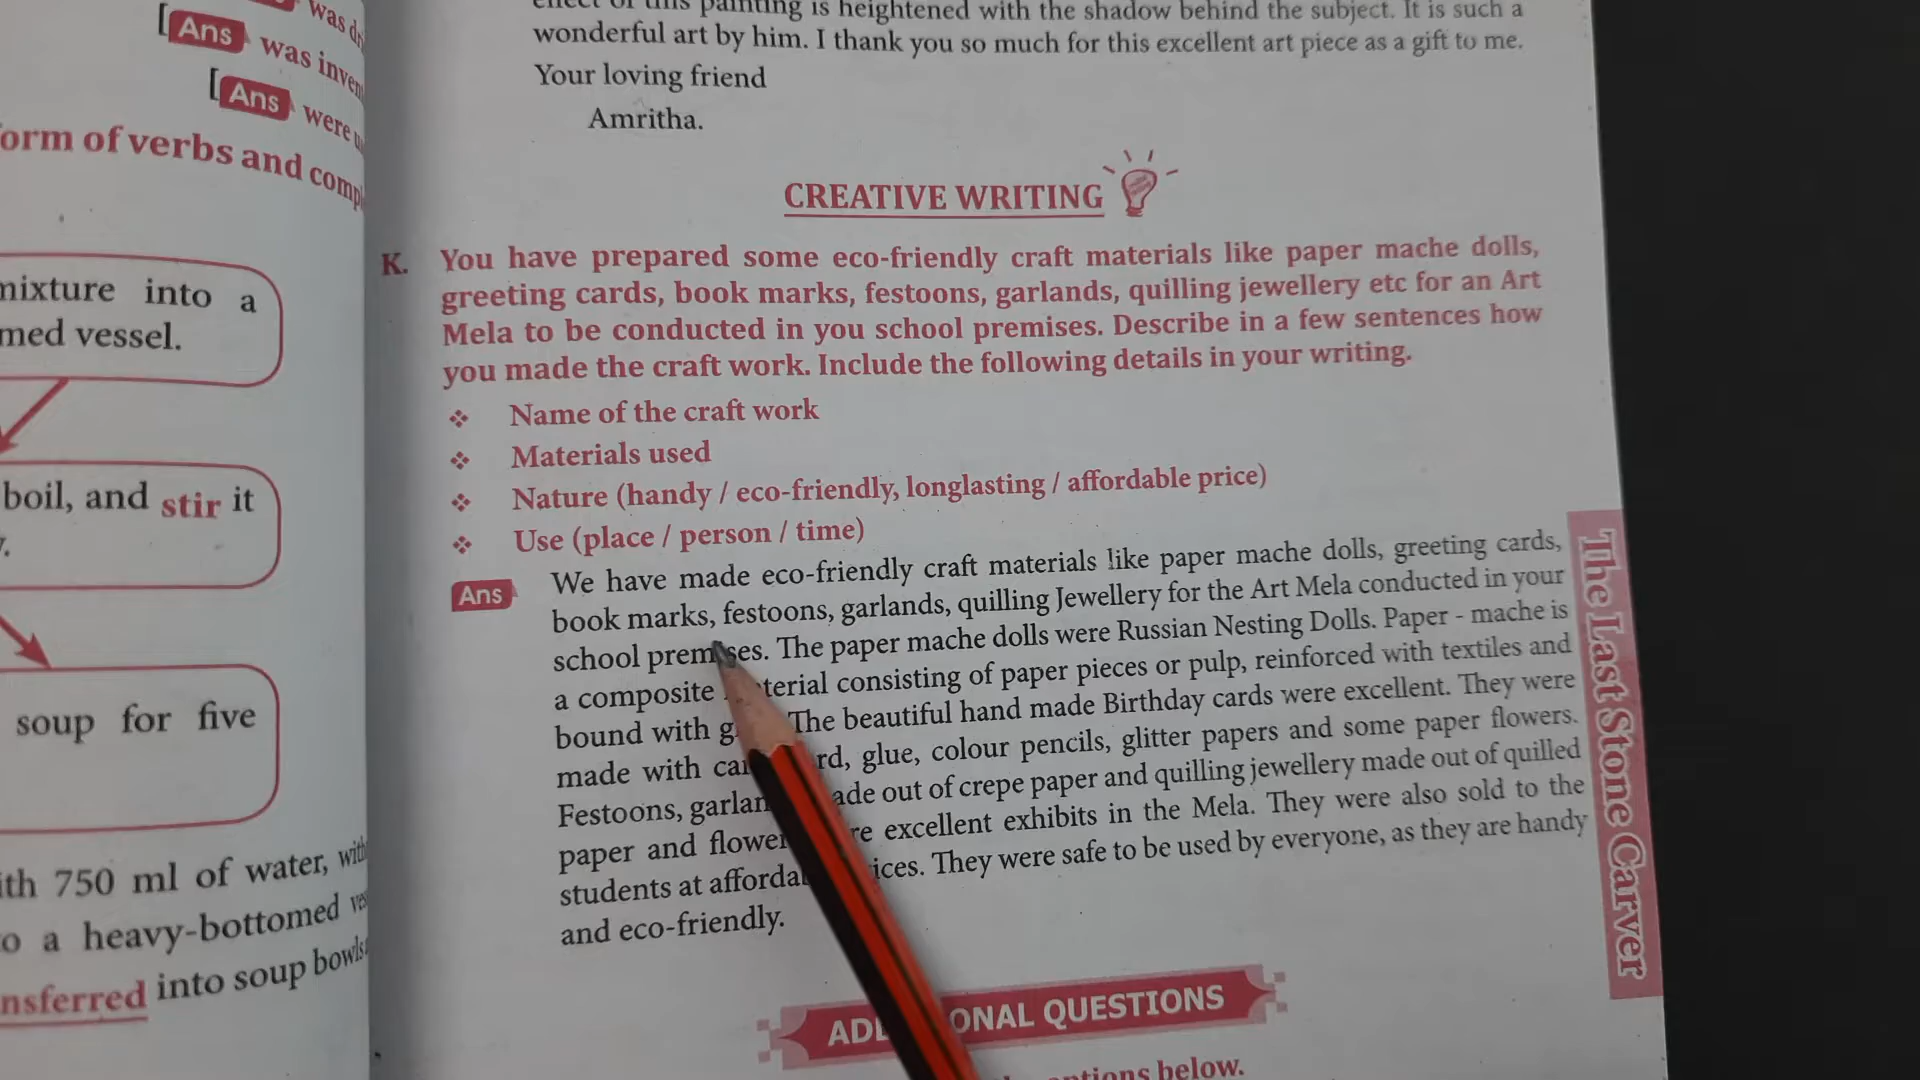 was
Ans was
Ans were
orm of verbs and
mixture into a
med vessel.
boil, and stir it
soup for five
ith 750 ml of water,
o a heavy-bottomed
nsferred into soup bowls
effect of this painting is heightened with the shadow behind the subject. It is such a
wonderful art by him. I thank you so much for this excellent art piece as a gift to me.
Your loving friend
Amritha.
CREATIVE WRITING
K. You have prepared some eco-friendly craft materials like paper mache dolls,
greeting cards, book marks, festoons, garlands, quilling jewellery etc for an Art
Mela to be conducted in you school premises. Describe in a few sentences how
you made the craft work. Include the following details in your writing.
❖ Name of the craft work
❖ Materials used
❖ Nature (handy / eco-friendly, longlasting / affordable price)
❖ Use (place / person / time)
Ans We have made eco-friendly craft materials like paper mache dolls, greeting cards,
book marks, festoons, garlands, quilling Jewellery for the Art Mela conducted in your
school premises. The paper mache dolls were Russian Nesting Dolls. Paper - mache is
a composite terial consisting of paper pieces or pulp, reinforced with textiles and
bound with The beautiful hand made Birthday cards were excellent. They were
made with rd, glue, colour pencils, glitter papers and some paper flowers.
Festoons, garlan ade out of crepe paper and quilling jewellery made out of quilled
paper and flower re excellent exhibits in the Mela. They were also sold to the
students at affordab ices. They were safe to be used by everyone, as they are handy
and eco-friendly.
ONAL QUESTIONS
below.
The Last Stone Carver